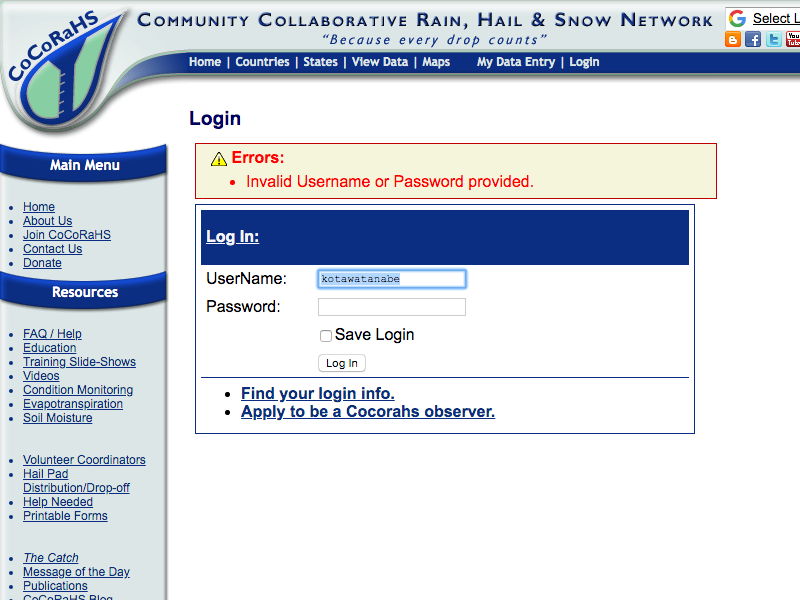 CoCoRaHS
Community Collaborative Rain, Hail & Snow Network
"Because every drop counts"
Select L
Home | Countries | States | View Data | Maps My Data Entry | Login
Login
Errors:
Invalid Username or Password provided.
Log In:
UserName: kotawatanabe
Password:
Save Login
Log In
Find your login info.
Apply to be a Cocorahs observer.
Main Menu
Home
About Us
Join CoCoRaHS
Contact Us
Donate
Resources
FAQ / Help
Education
Training Slide-Shows
Videos
Condition Monitoring
Evapotranspiration
Soil Moisture
Volunteer Coordinators
Hail Pad
Distribution/Drop-off
Help Needed
Printable Forms
The Catch
Message of the Day
Publications
CoCoRaHS Blog